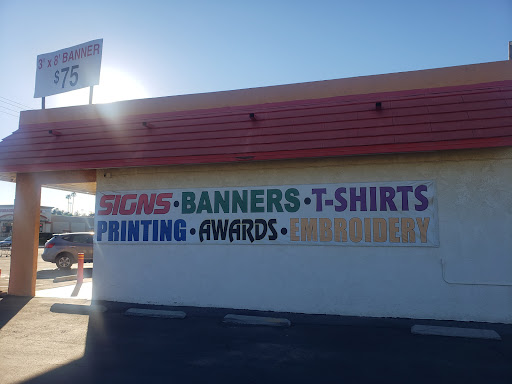 3' x 8' BANNER
$75
SIGNS • BANNERS • T-SHIRTS
PRINTING • AWARDS • EMBROIDERY